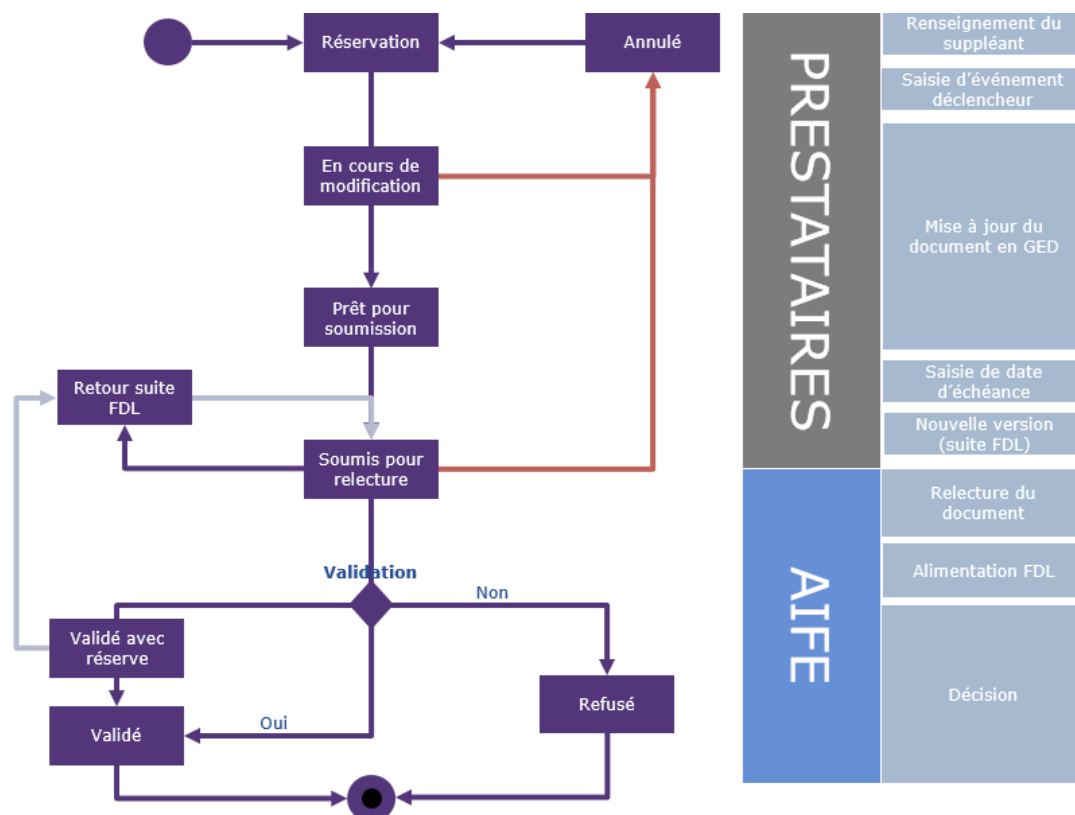 Réservation
Annulé
En cours de
modification
Prêt pour
soumission
Retour suite
FDL
Soumis pour
relecture
Validation
Non
Validé avec
réserve
Refusé
Oui
Validé
PRESTATAIRES
Renseignement du
suppléant
Saisie d’événement
déclencheur
Mise à jour du
document en GED
Saisie de date
d’échéance
Nouvelle version
(suite FDL)
AIFE
Relecture du
document
Alimentation FDL
Décision